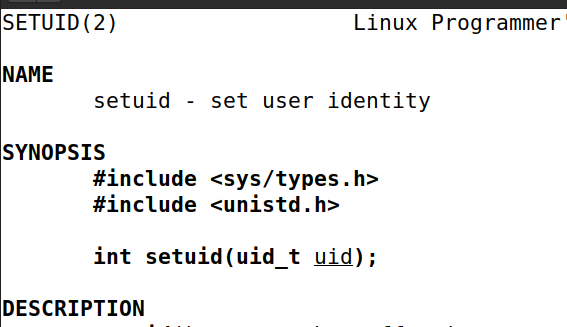 SETUID(2) Linux Programmer'
NAME
setuid - set user identity
SYNOPSIS
#include <sys/types.h>
#include <unistd.h>
int setuid(uid_t uid);
DESCRIPTION